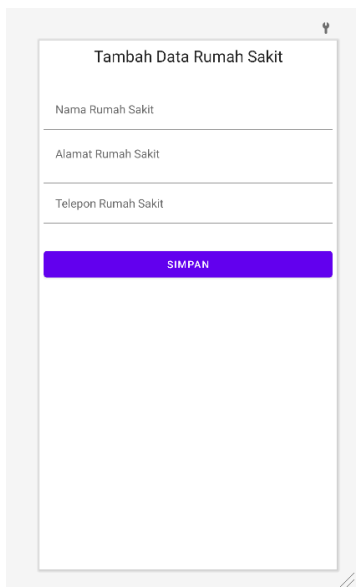 Tambah Data Rumah Sakit
Nama Rumah Sakit
Alamat Rumah Sakit
Telepon Rumah Sakit
SIMPAN